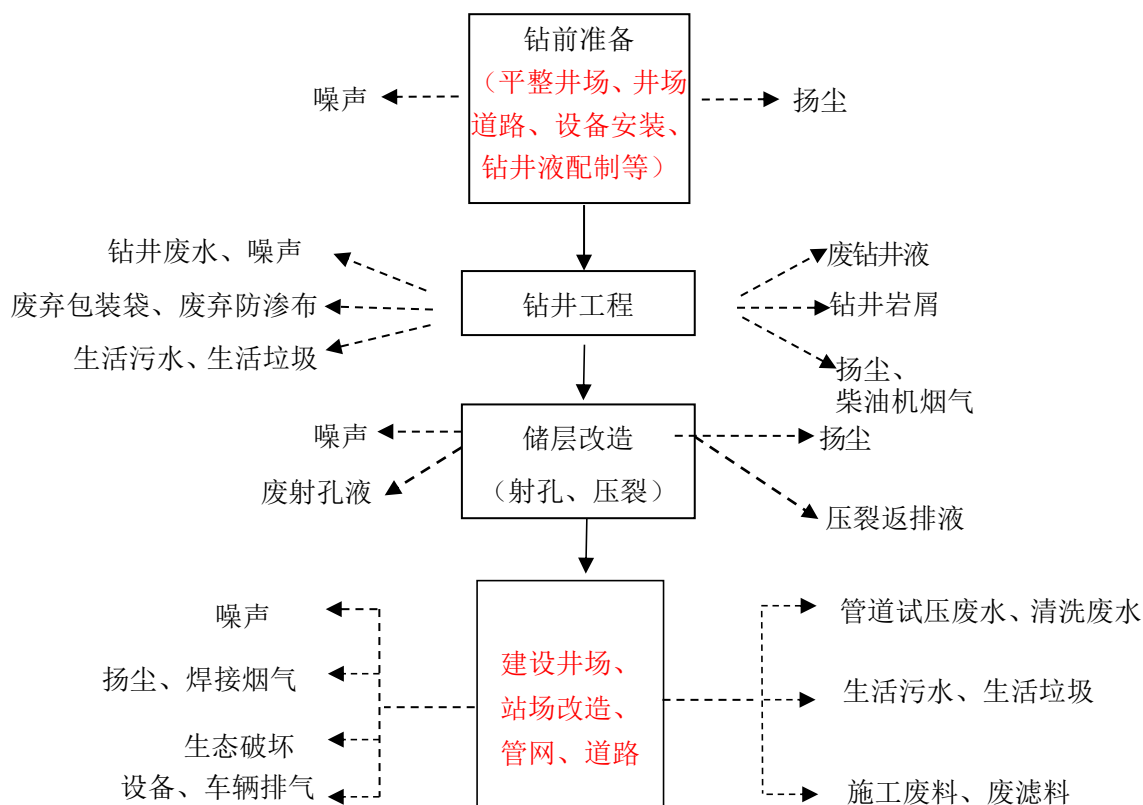 钻前准备
（平整井场、井场
道路、设备安装、
钻井液配制等）
噪声
扬尘
钻井废水、噪声
废弃包装袋、废弃防渗布
生活污水、生活垃圾
钻井工程
废钻井液
钻井岩屑
扬尘、
柴油机烟气
噪声
废射孔液
储层改造
（射孔、压裂）
扬尘
压裂返排液
噪声
扬尘、焊接烟气
生态破坏
设备、车辆排气
建设井场、
站场改造、
管网、道路
管道试压废水、清洗废水
生活污水、生活垃圾
施工废料、废滤料